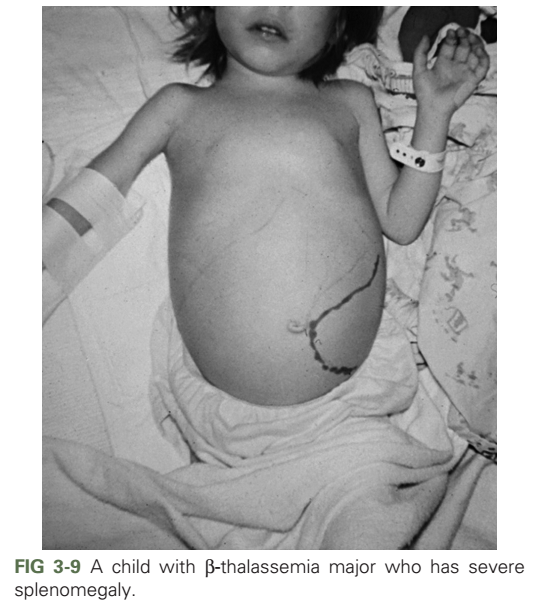 FIG 3-9 A child with β-thalassemia major who has severe
splenomegaly.